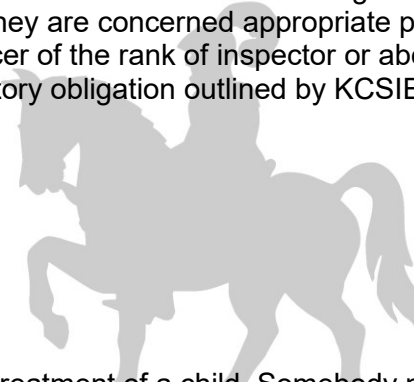 they are concerned appropriate p
cer of the rank of inspector or abo
tory obligation outlined by KCSIE
reatment of a child. Somebody